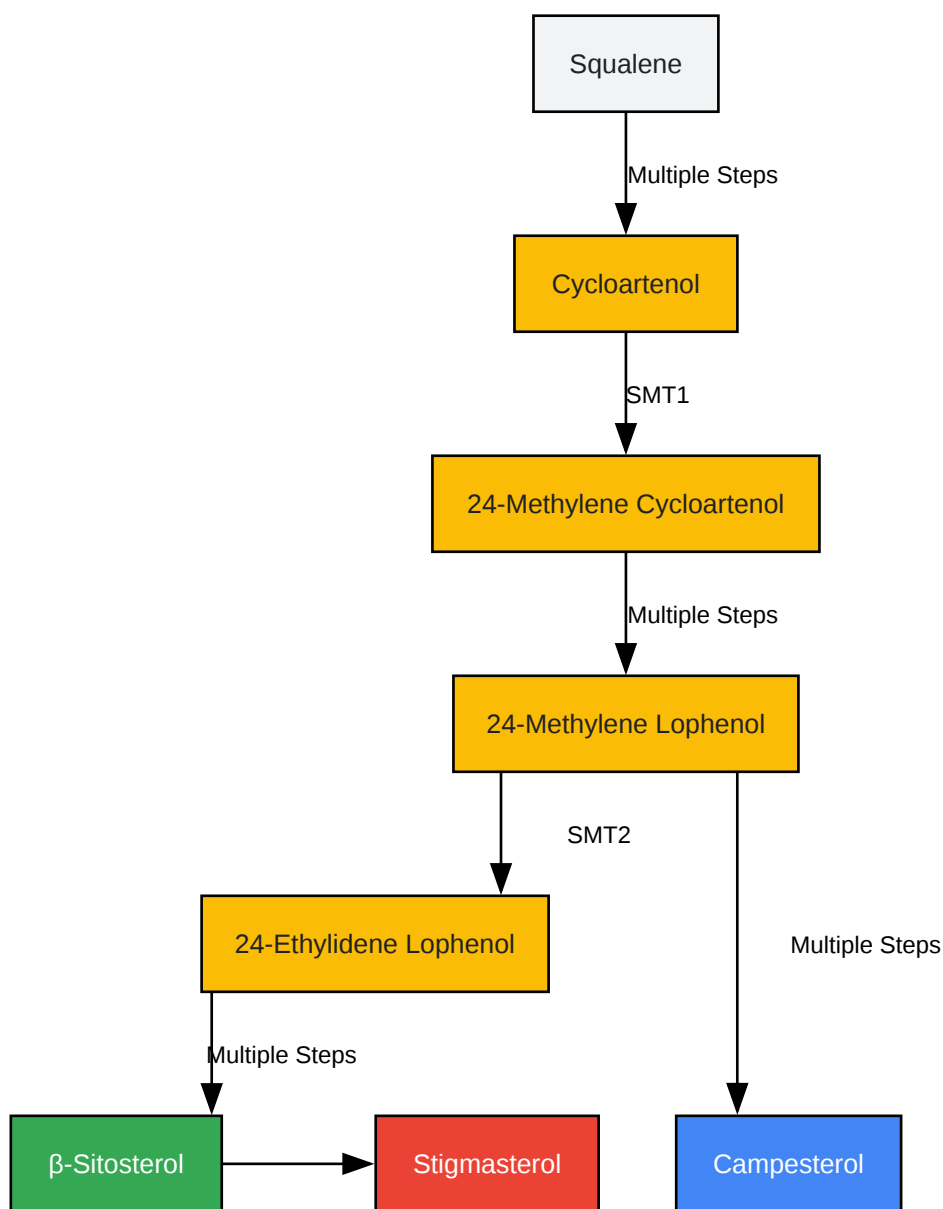 Squalene
Multiple Steps
Cycloartenol
SMT1
24-Methylene Cycloartenol
Multiple Steps
24-Methylene Lophenol
SMT2
24-Ethylidene Lophenol
Multiple Steps
Multiple Steps
β-Sitosterol
Stigmasterol
Campesterol